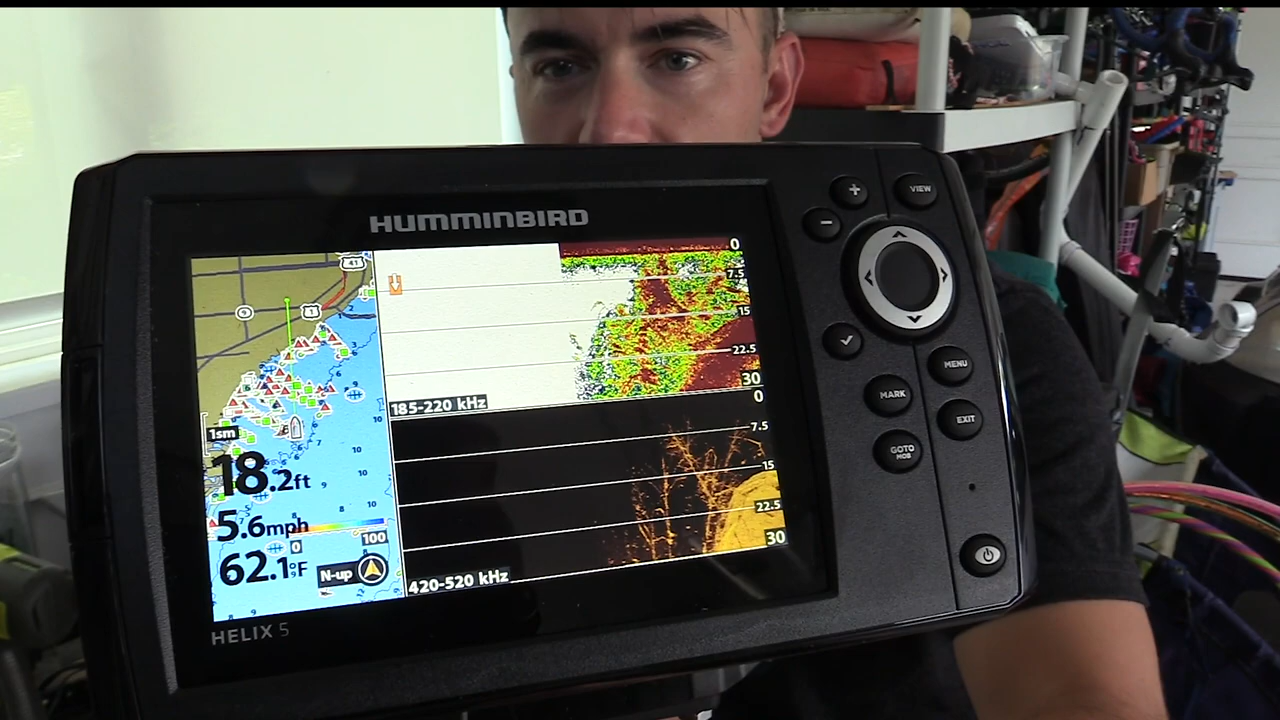 HUMMINBIRD
VIEW
+
-
MENU
MARK
EXIT
GOTO
MOB
41
0
7.5
15
22.5
30
185-220 kHz
0
7.5
15
22.5
30
420-520 kHz
1sm
18.2ft
5.6mph
0
100
62.1°F
N-up
HELIX 5